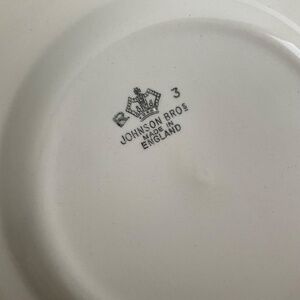 R 3
JOHNSON BROS
MADE IN
ENGLAND